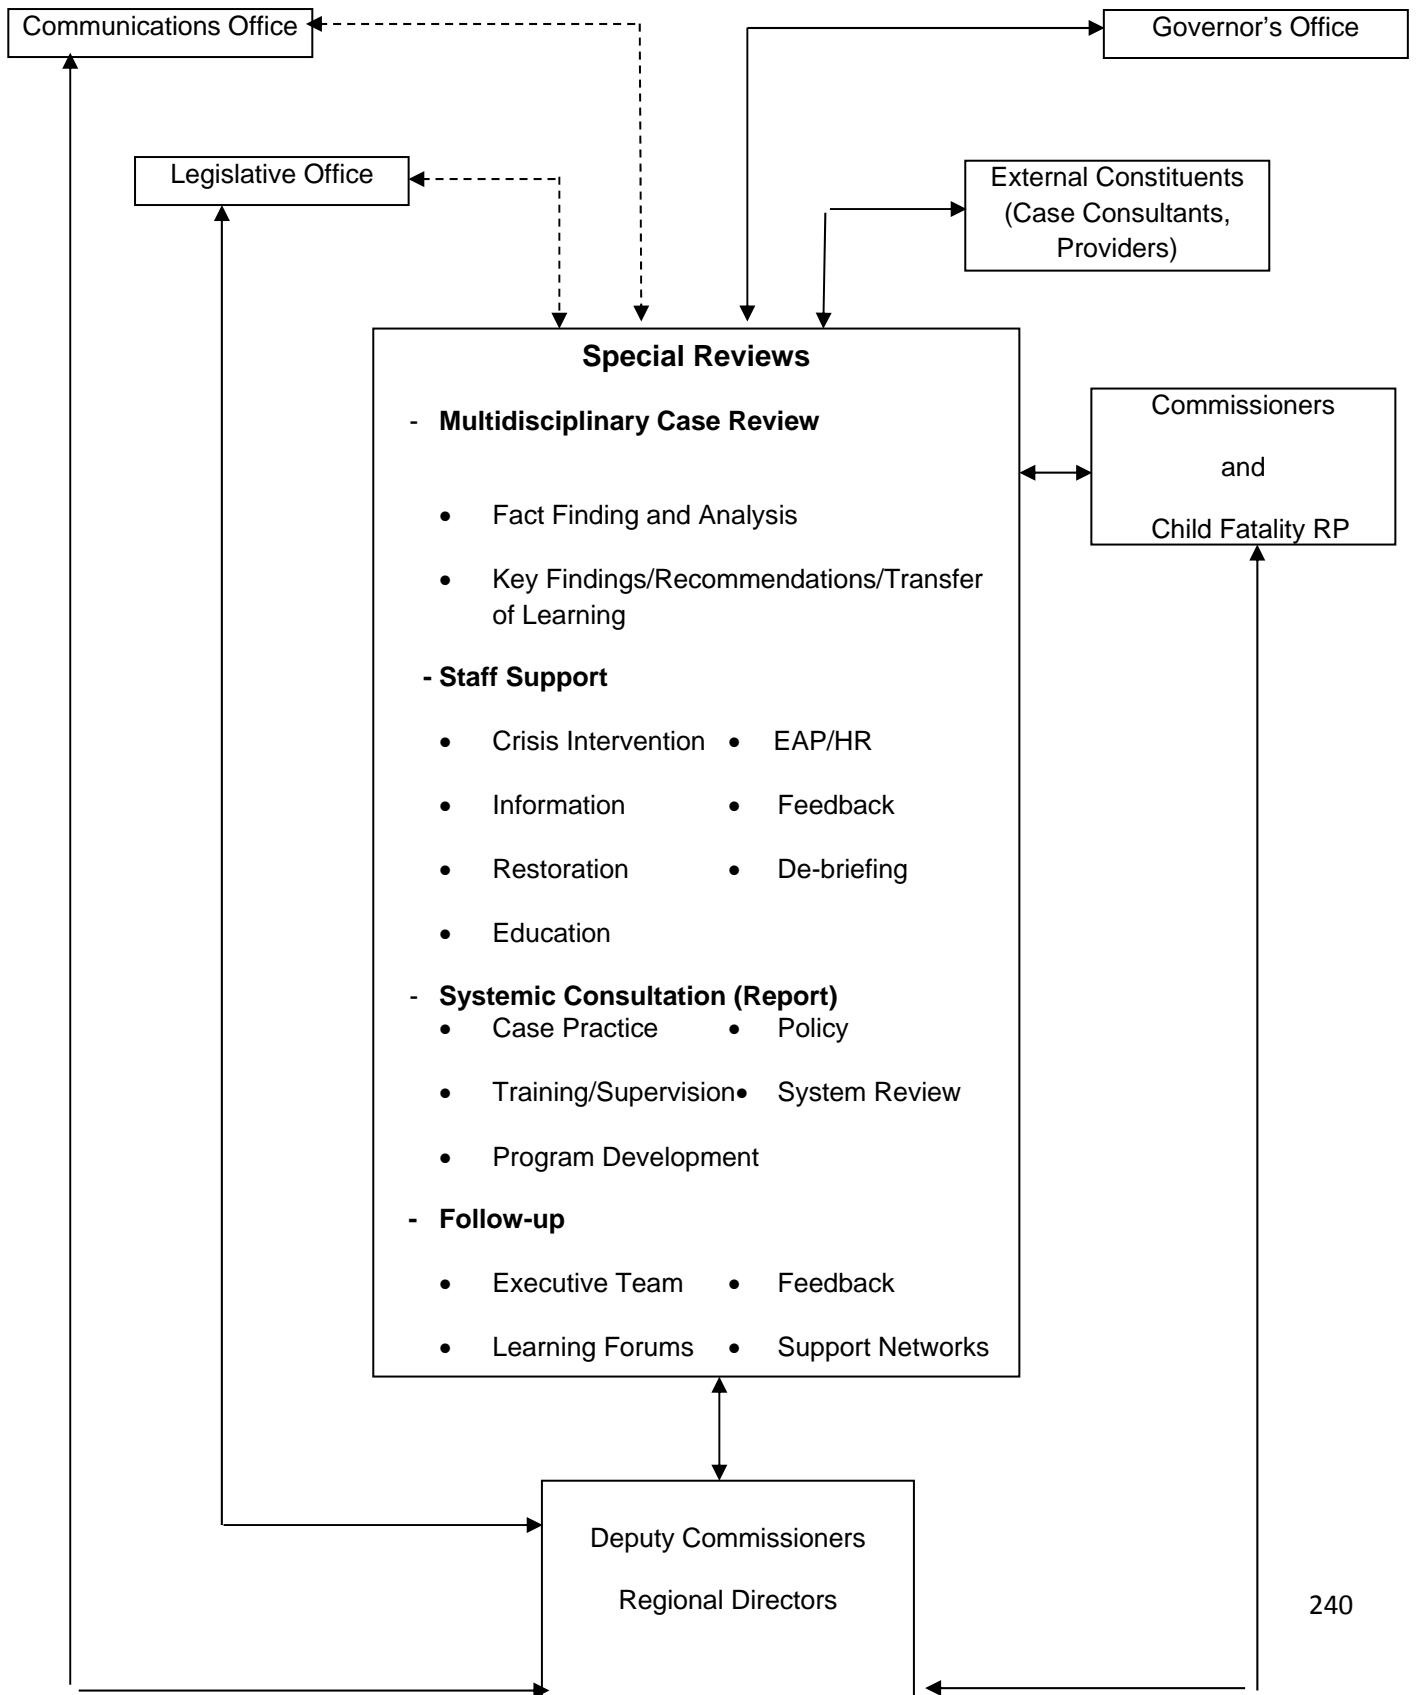 Communications Office
Governor’s Office
Legislative Office
External Constituents
(Case Consultants,
Providers)
Special Reviews
- Multidisciplinary Case Review
• Fact Finding and Analysis
• Key Findings/Recommendations/Transfer
of Learning
- Staff Support
• Crisis Intervention • EAP/HR
• Information • Feedback
• Restoration • De-briefing
• Education
- Systemic Consultation (Report)
• Case Practice • Policy
• Training/Supervision• System Review
• Program Development
- Follow-up
• Executive Team • Feedback
• Learning Forums • Support Networks
Commissioners
and
Child Fatality RP
Deputy Commissioners
Regional Directors
240